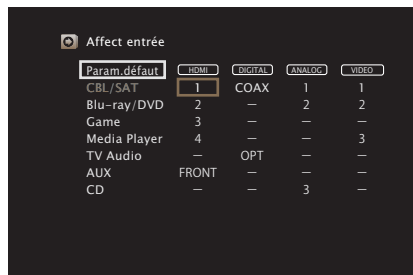 Affect entrée
Param.défaut HDMI DIGITAL ANALOG VIDEO
CBL/SAT 1 COAX 1 1
Blu-ray/DVD 2 — 2 2
Game 3 — — —
Media Player 4 — — 3
TV Audio — OPT — —
AUX FRONT — — —
CD — — 3 —